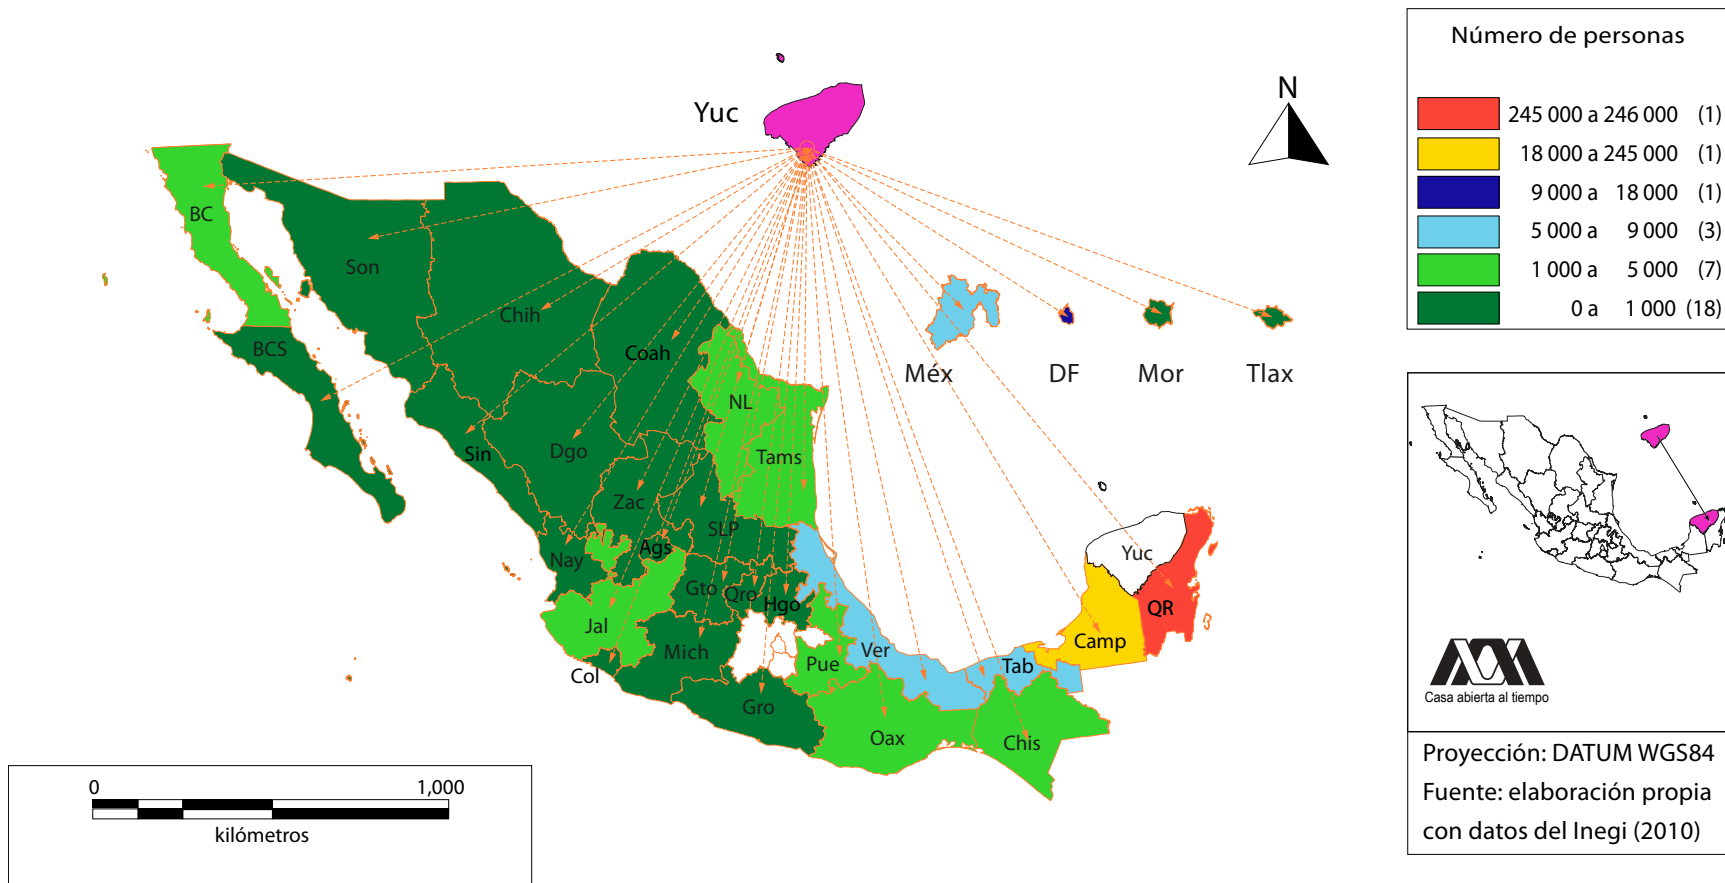 Yuc
N
BC
Son
Chih
BCS
Coah
NL
Sin
Dgo
Tams
Zac
SLP
Nay
Ags
Gto
Qro
Hgo
Jal
Mich
Col
Gro
Pue
Ver
Oax
Tab
Chis
Camp
QR
Yuc
Méx
DF
Mor
Tlax
0 1,000
kilómetros
Número de personas
245 000 a 246 000 (1)
18 000 a 245 000 (1)
9 000 a 18 000 (1)
5 000 a 9 000 (3)
1 000 a 5 000 (7)
0 a 1 000 (18)
Casa abierta al tiempo
Proyección: DATUM WGS84
Fuente: elaboración propia
con datos del Inegi (2010)